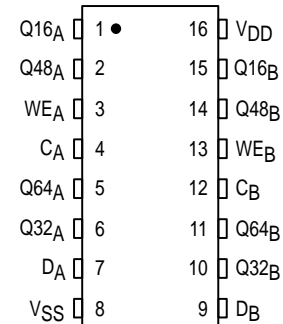 Q16A 1 16 VDD
Q48A 2 15 Q16B
WEA 3 14 Q48B
CA 4 13 WEB
Q64A 5 12 CB
Q32A 6 11 Q64B
DA 7 10 Q32B
VSS 8 9 DB